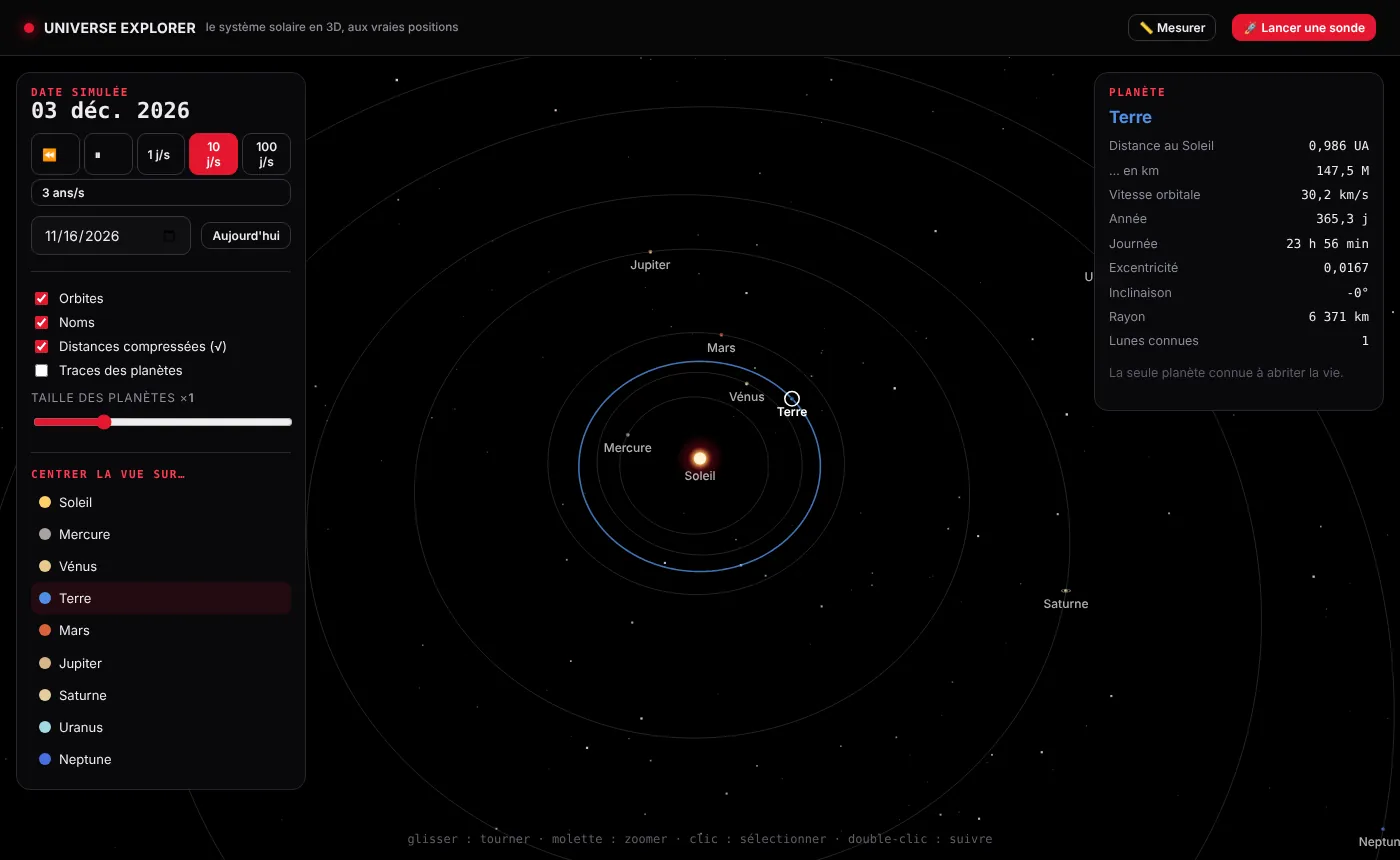 UNIVERSE EXPLORER le système solaire en 3D, aux vraies positions
📏 Mesurer
🚀 Lancer une sonde
DATE SIMULÉE
03 déc. 2026
⏪
1 j/s
10 j/s
100 j/s
3 ans/s
11/16/2026
Aujourd'hui
Orbites
Noms
Distances compressées (√)
Traces des planètes
TAILLE DES PLANÈTES ×1
CENTRER LA VUE SUR…
Soleil
Mercure
Vénus
Terre
Mars
Jupiter
Saturne
Uranus
Neptune
Jupiter
Mars
Vénus
Terre
Mercure
Soleil
U
Saturne
Neptun
glisser : tourner · molette : zoomer · clic : sélectionner · double-clic : suivre
PLANÈTE
Terre
Distance au Soleil 0,986 UA
… en km 147,5 M
Vitesse orbitale 30,2 km/s
Année 365,3 j
Journée 23 h 56 min
Excentricité 0,0167
Inclinaison -0°
Rayon 6 371 km
Lunes connues 1
La seule planète connue à abriter la vie.